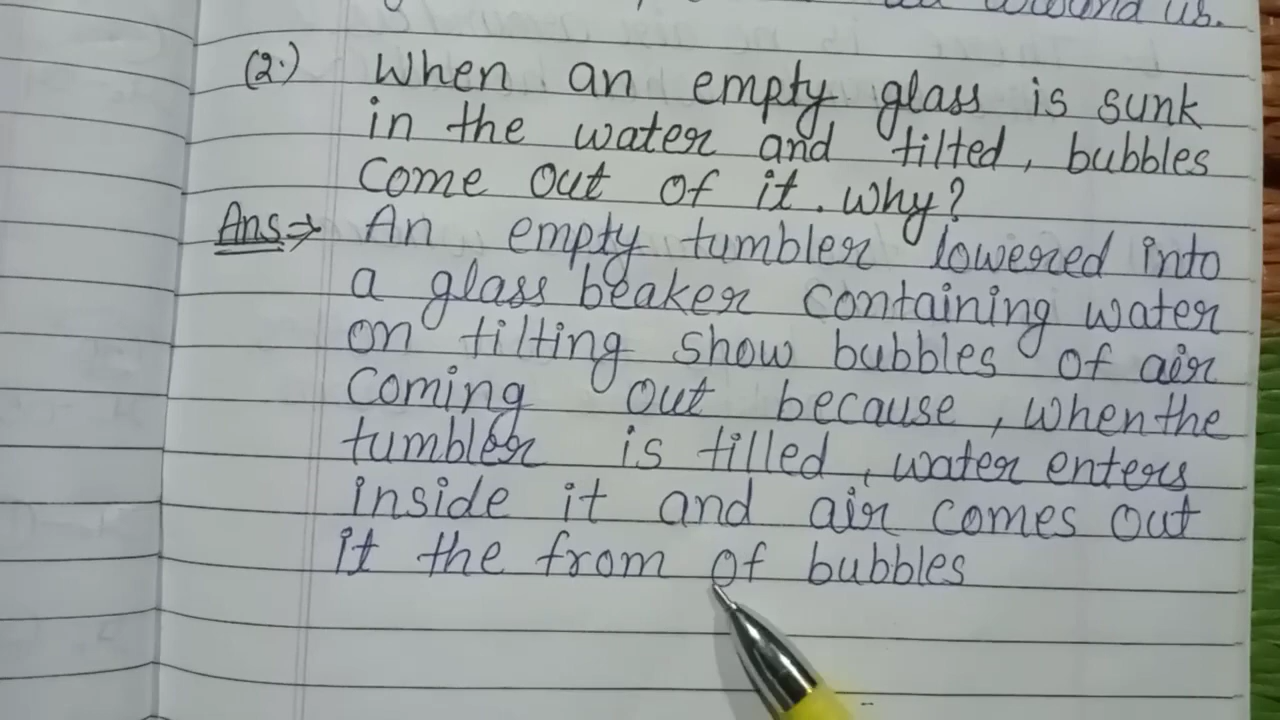 around us.
(2.) When an empty glass is sunk
in the water and tilted, bubbles
come out of it. why?
Ans⇒ An empty tumbler lowered into
a glass beaker containing water
on tilting show bubbles of air
coming out because, when the
tumbler is tilled, water enters
inside it and air comes out
it the from of bubbles